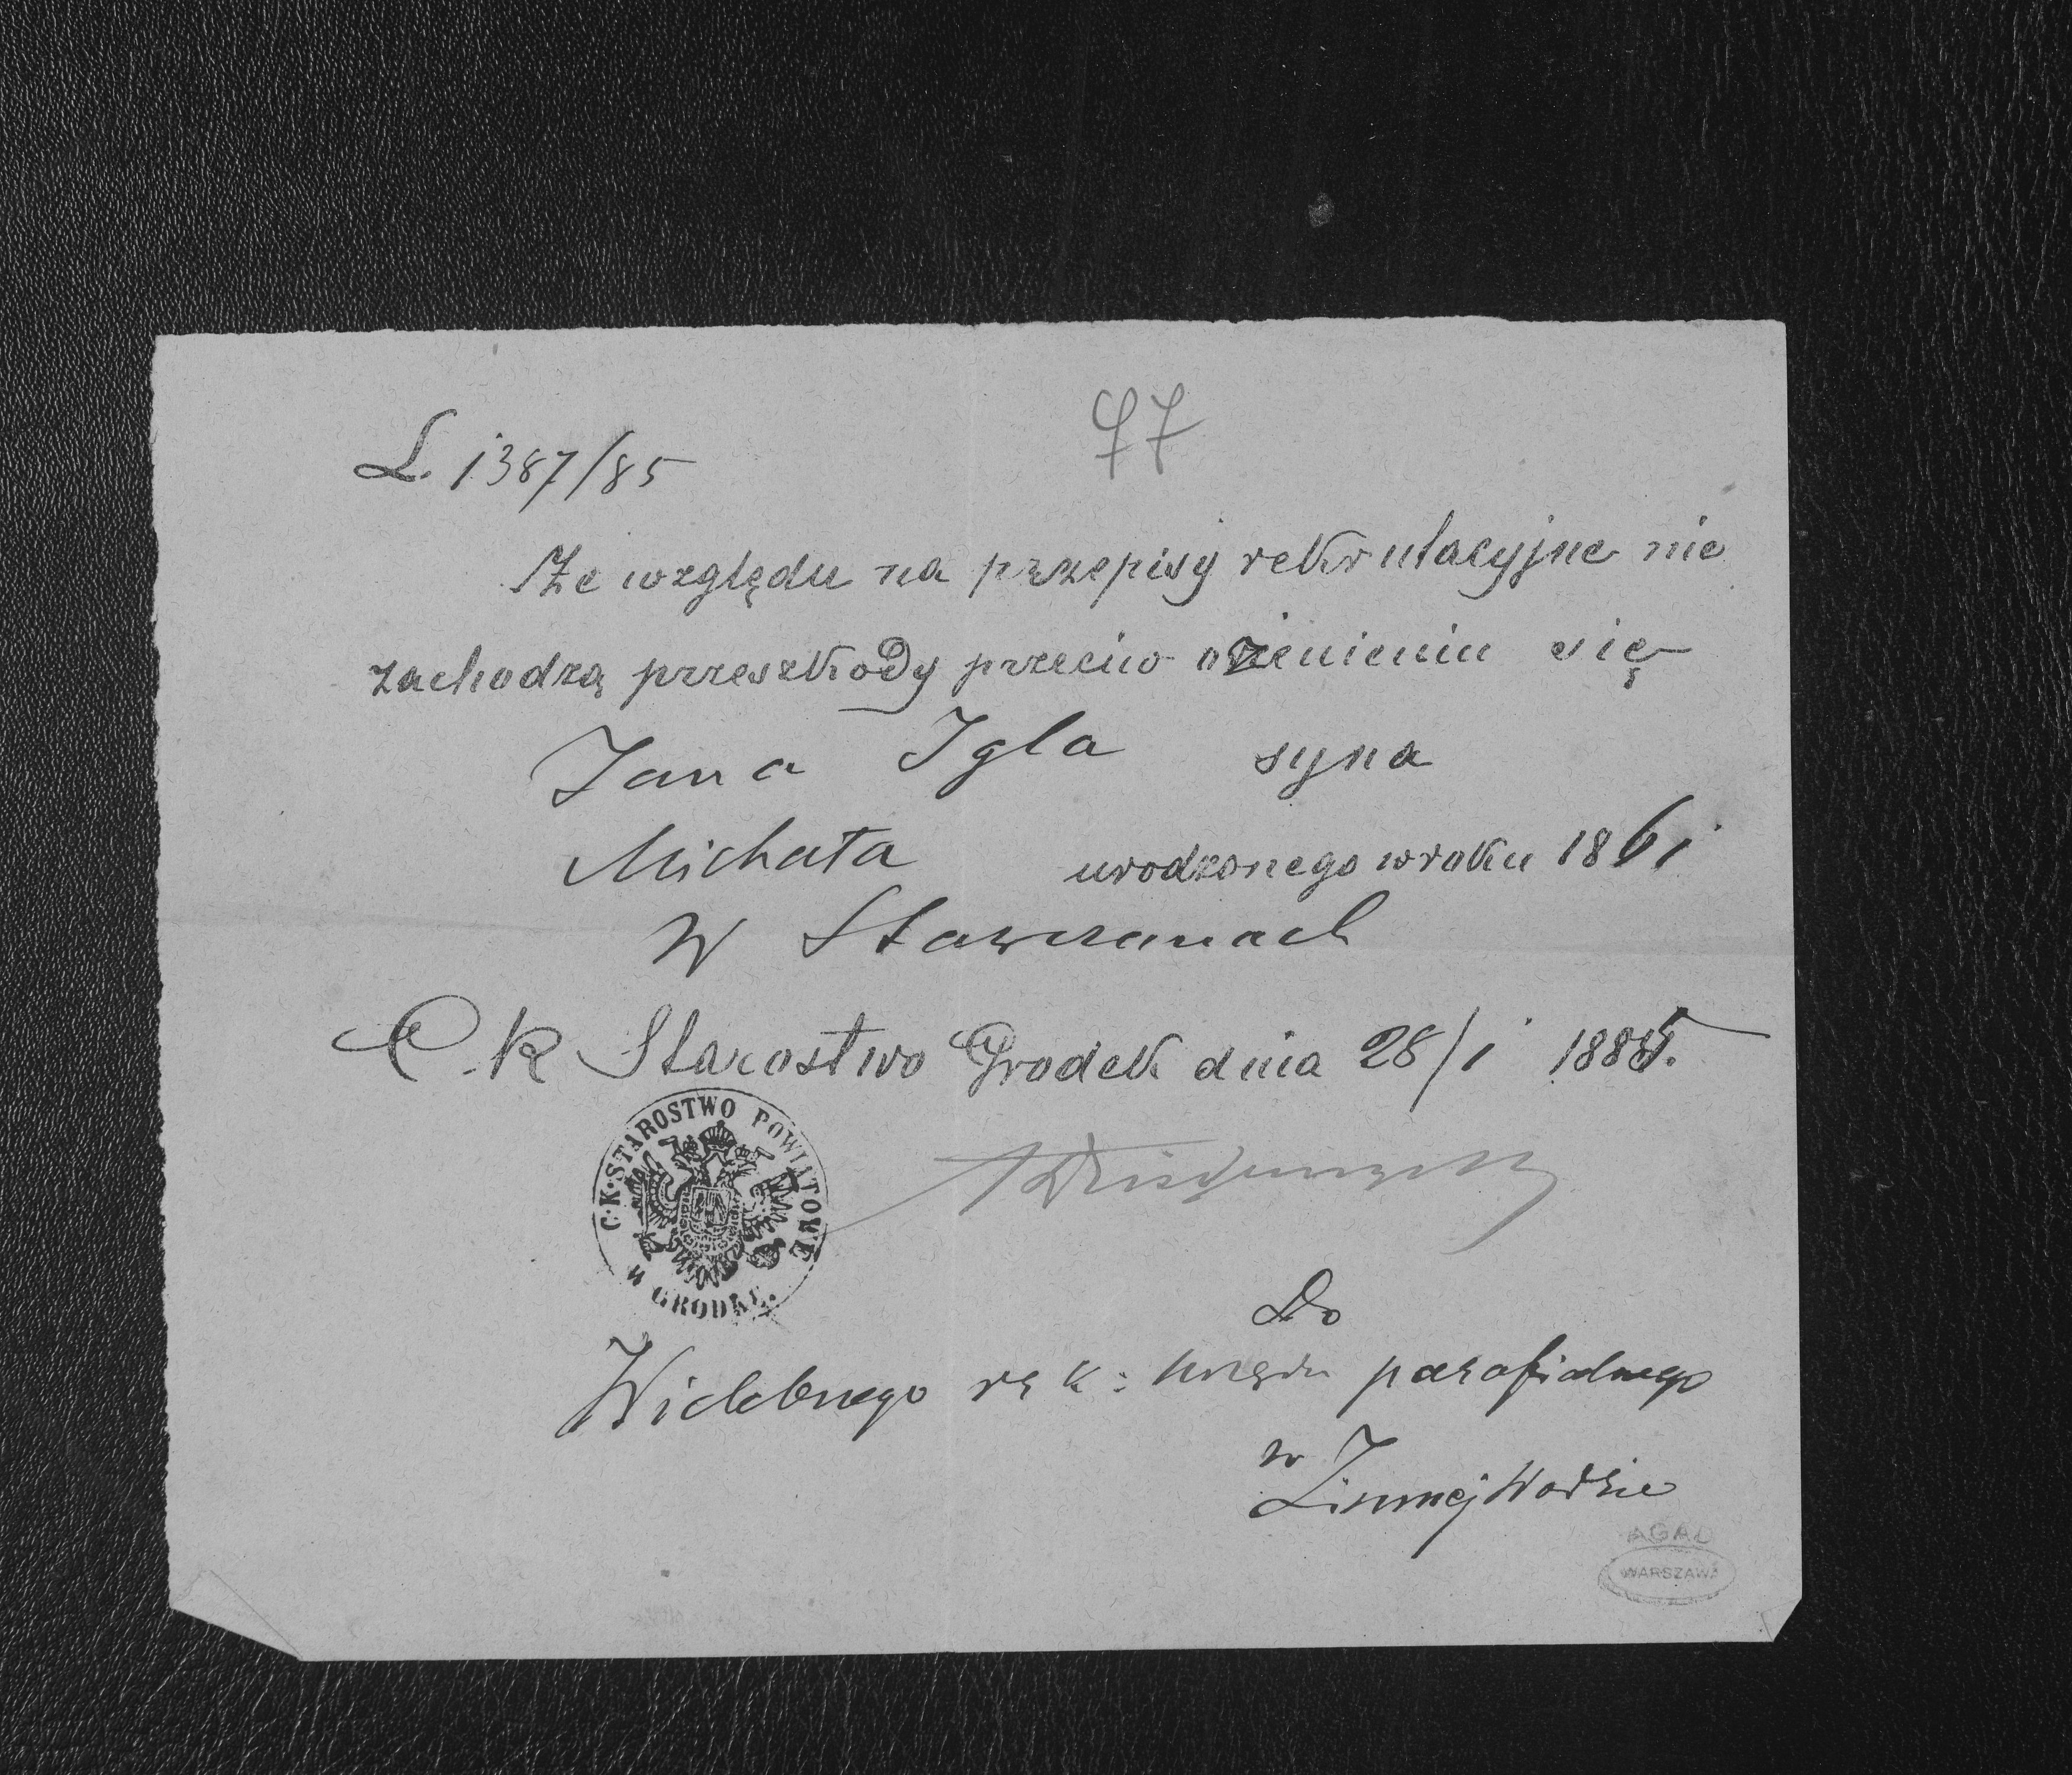 L. 1387/85
47
Ze względu na przepisy rekrutacyjne nie
zachodzą przeszkody przeciw ożenieniu się
Jana Igla syna
Michała urodzonego w roku 1861
w Stawczanach
C. K Starostwo Gródek dnia 28/1 1885.
C. K. STAROSTWO POWIATOWE
W GRODKU.
Do
Wielebnego rz k: urzędu parafialnego
w
Zimnej Wodzie
AGAD
WARSZAWA